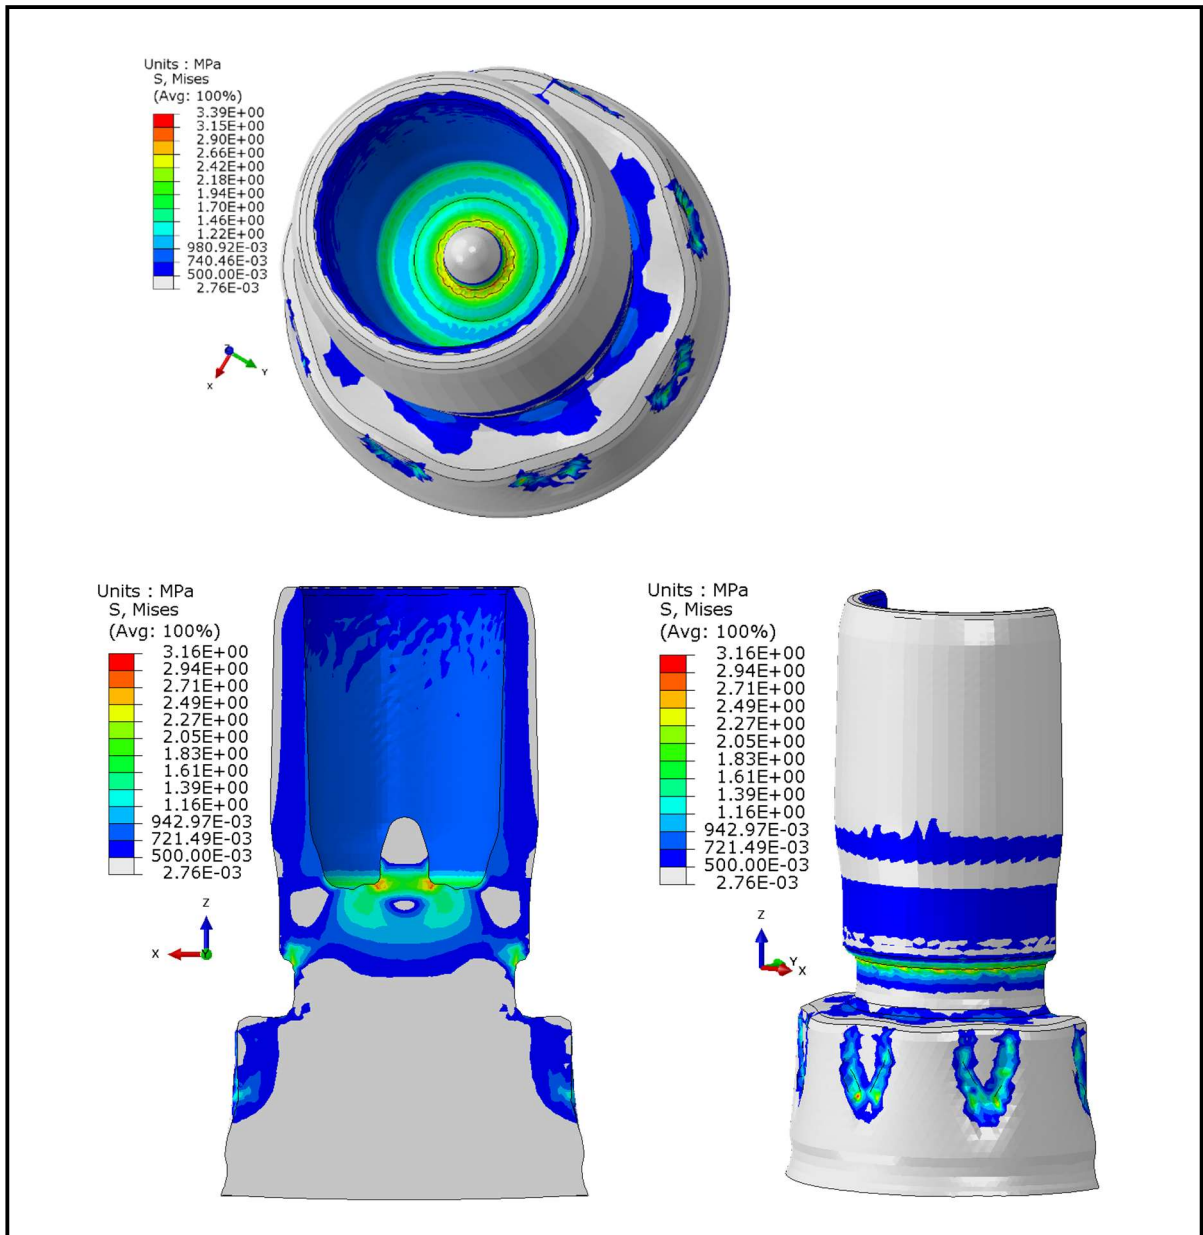 Units : MPa
S, Mises
(Avg: 100%)
3.39E+00
3.15E+00
2.90E+00
2.66E+00
2.42E+00
2.18E+00
1.94E+00
1.70E+00
1.46E+00
1.22E+00
980.92E-03
740.46E-03
500.00E-03
2.76E-03
Z
X
Y
Units : MPa
S, Mises
(Avg: 100%)
3.16E+00
2.94E+00
2.71E+00
2.49E+00
2.27E+00
2.05E+00
1.83E+00
1.61E+00
1.39E+00
1.16E+00
942.97E-03
721.49E-03
500.00E-03
2.76E-03
Z
X
Y
Units : MPa
S, Mises
(Avg: 100%)
3.16E+00
2.94E+00
2.71E+00
2.49E+00
2.27E+00
2.05E+00
1.83E+00
1.61E+00
1.39E+00
1.16E+00
942.97E-03
721.49E-03
500.00E-03
2.76E-03
Z
Y
X